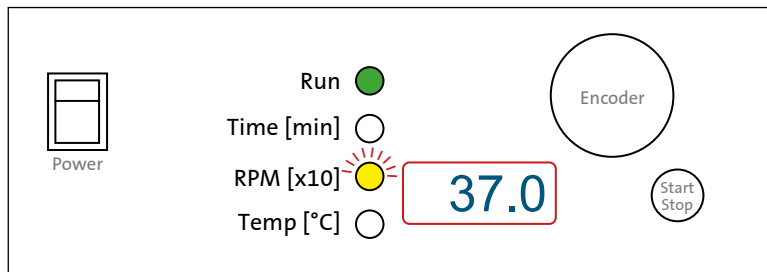 Power
Run
Time [min]
RPM [x10]
Temp [°C]
37.0
Encoder
Start
Stop